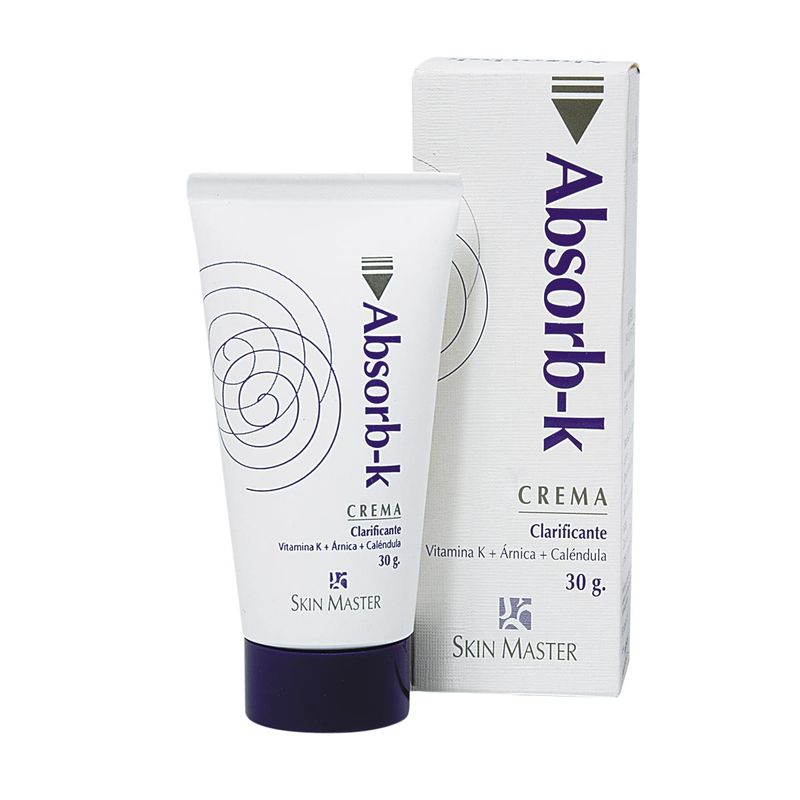 Absorb-k
CREMA
Clarificante
Vitamina K + Árnica + Caléndula
30 g.
SKIN MASTER
Absorb-k
CREMA
Clarificante
Vitamina K + Árnica + Caléndula
30 g.
SKIN MASTER